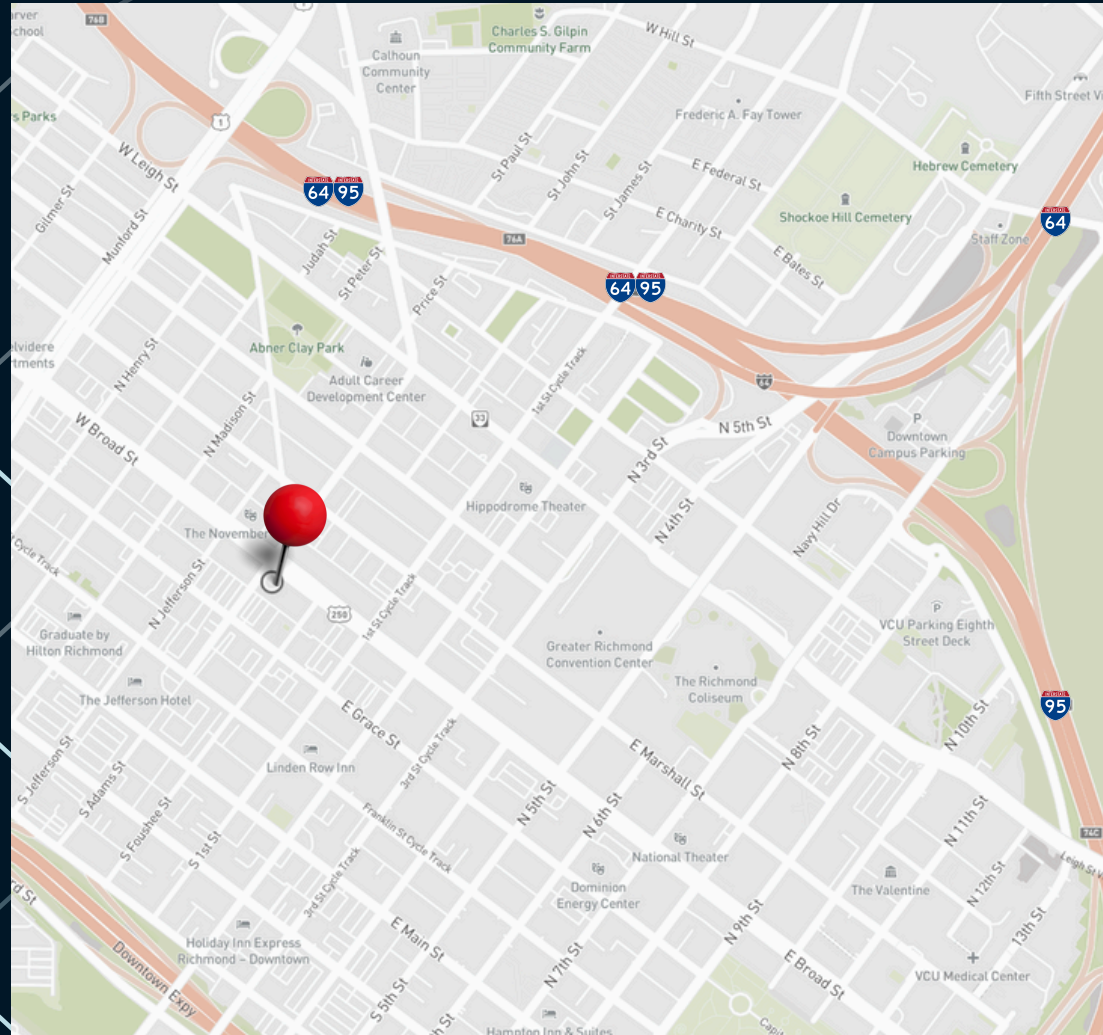 76B
1
Calhoun
Community
Center
Charles S. Gilpin
Community Farm
W Hill St
Frederic A. Fay Tower
Fifth Street
Hebrew Cemetery
Parks
W Leigh St
Gilmer St
Munford St
64 95
St Paul St
St John St
St James St
E Federal St
E Charity St
Shockoe Hill Cemetery
Staff Zone
64
76A
Judah St
St Peter St
Price St
64 95
E Bates St
Abner Clay Park
Adult Career
Development Center
N Henry St
N Madison St
W Broad St
33
1st St Cycle Track
64
N 5th St
N 3rd St
N 4th St
P
Downtown
Campus Parking
Hippodrome Theater
Navy Hill Dr
The November
Cycle Track
N Jefferson St
250
1st St Cycle Track
Graduate by
Hilton Richmond
The Jefferson Hotel
Greater Richmond
Convention Center
The Richmond
Coliseum
P
VCU Parking Eighth
Street Deck
95
E Grace St
3rd St Cycle Track
Linden Row Inn
E Marshall St
N 8th St
N 10th St
S Jefferson St
S Adams St
S Foushee St
S 1st St
Franklin St Cycle Track
3rd St Cycle Track
N 5th St
N 6th St
National Theater
Dominion
Energy Center
The Valentine
N 11th St
N 12th St
13th St
74C
Leigh St
Holiday Inn Express
Richmond – Downtown
Downtown Expy
E Main St
S 5th St
N 7th St
N 9th St
E Broad St
VCU Medical Center
Hampton Inn & Suites